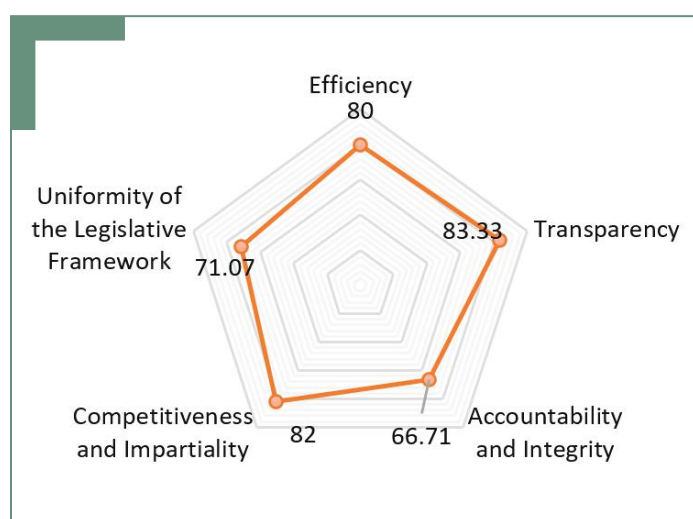 Efficiency
80
Uniformity of
the Legislative
Framework
71.07
83.33
Transparency
Competitiveness
and Impartiality
82
66.71
Accountability
and Integrity